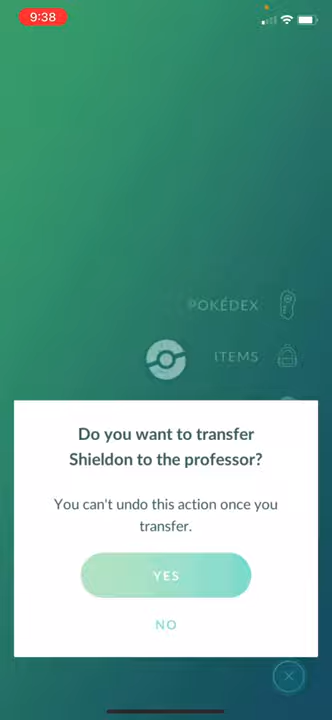 9:38
POKÉDEX
ITEMS
Do you want to transfer
Shieldon to the professor?
You can't undo this action once you
transfer.
YES
NO